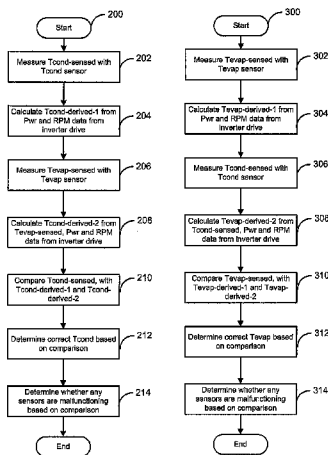 Start
200
Measure Tcond-sensed with
Tcond sensor
202
Calculate Tcond-derived-1 from
Pwr and RPM data from
inverter drive
204
Measure Tevap-sensed with
Tevap sensor
206
Calculate Tcond-derived-2 from
Tevap-sensed, Pwr and RPM
data from inverter drive
208
Compare Tcond-sensed, with
Tcond-derived-1 and Tcond-
derived-2
210
Determine correct Tcond based
on comparison
212
Determine whether any
sensors are malfunctioning
based on comparison
214
End
Start
300
Measure Tevap-sensed with
Tevap sensor
302
Calculate Tevap-derived-1 from
Pwr and RPM data from
inverter drive
304
Measure Tcond-sensed with
Tcond sensor
306
Calculate Tevap-derived-2 from
Tcond-sensed, Pwr and RPM
data from inverter drive
308
Compare Tevap-sensed, with
Tevap-derived-1 and Tevap-
derived-2
310
Determine correct Tevap based
on comparison
312
Determine whether any
sensors are malfunctioning
based on comparison
314
End